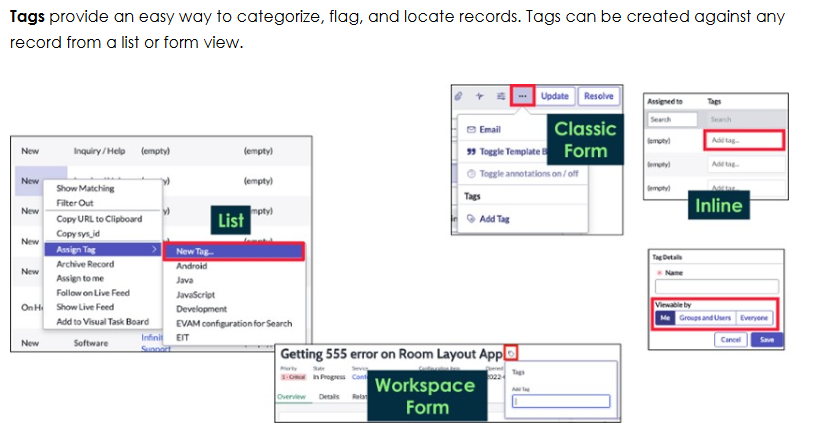 Tags provide an easy way to categorize, flag, and locate records. Tags can be created against any
record from a list or form view.
New Inquiry / Help (empty) (empty)
New (empty)
New
New
New
On H
New Software
Infinit
Support
Show Matching
Filter Out
Copy URL to Clipboard
Copy sys_id
Assign Tag >
Archive Record
Assign to me
Follow on Live Feed
Show Live Feed
Add to Visual Task Board
List
New Tag...
Android
Java
JavaScript
Development
EVAM configuration for Search
EIT
... Update Resolve
Email
Toggle Template B
Toggle annotations on / off
Tags
Add Tag
Classic
Form
Assigned to Tags
Search Search
(empty) Add tag...
(empty) Add tag...
(empty) Add tag...
Inline
Tag Details
* Name
Viewable by
Me Groups and Users Everyone
Cancel Save
Getting 555 error on Room Layout App
Priority State Service Configuration item Opened
1 - Critical In Progress 2022-
Overview Details Relat
Workspace
Form
Tags
Add Tag